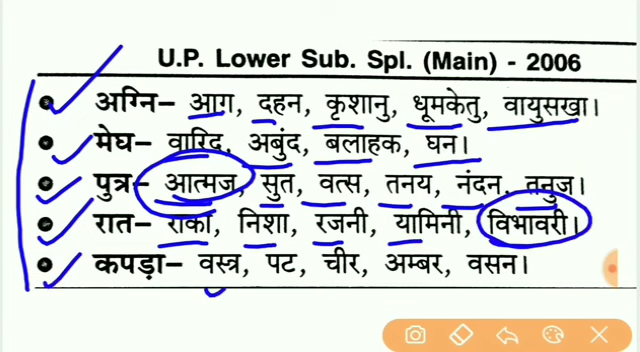 U.P. Lower Sub. Spl. (Main) - 2006
● अग्नि– आग, दहन, कृशानु, धूमकेतु, वायुसखा।
● मेघ– वारिद, अबुंद, बलाहक, घन।
● पुत्र– आत्मज, सुत, वत्स, तनय, नंदन, तनुज।
● रात– राका, निशा, रजनी, यामिनी, विभावरी।
● कपड़ा– वस्त्र, पट, चीर, अम्बर, वसन।